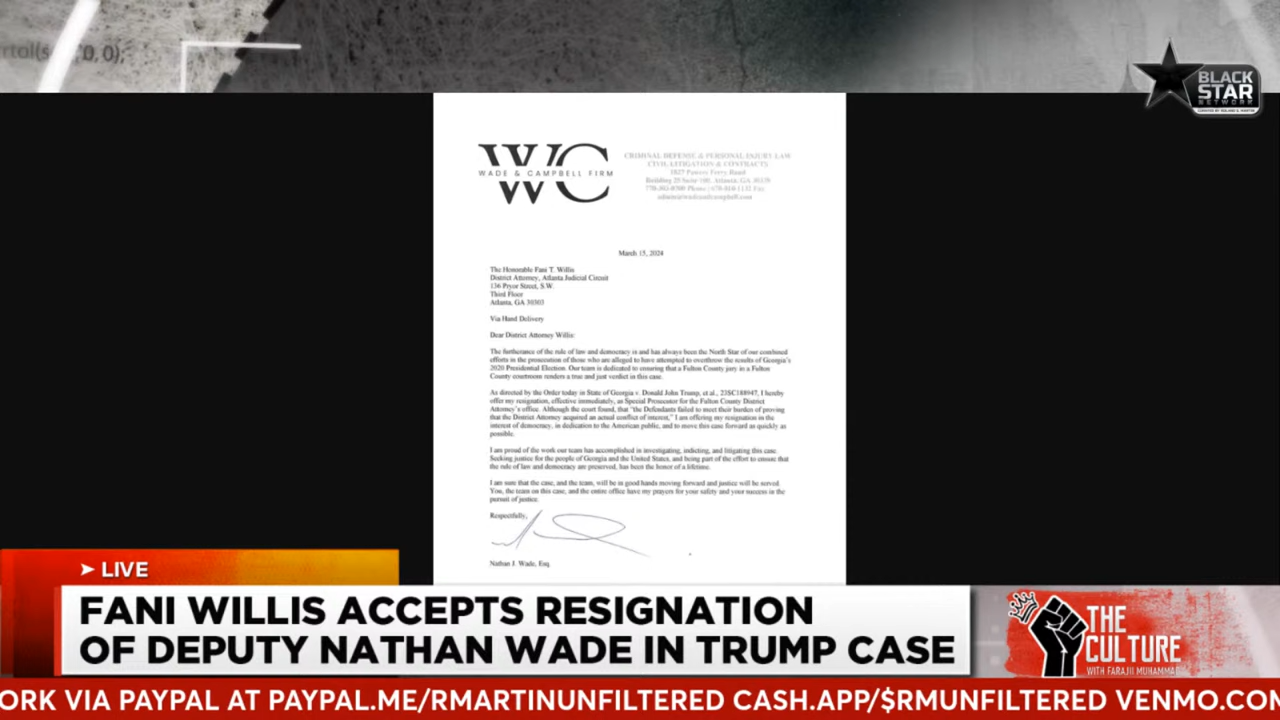 rtol(s
0, 0);
BLACK
STAR
NETWORK
WC
WADE & CAMPBELL FIRM
CRIMINAL DEFENSE & PERSONAL INJURY LAW
CIVIL LITIGATION & CONTRACTS
1827 Powers Ferry Road
Building 25 Suite 100, Atlanta, GA 30339
March 15, 2024
The Honorable Fani T. Willis
District Attorney, Atlanta Judicial Circuit
136 Pryor Street, S.W.
Third Floor
Atlanta, GA 30303
Via Hand Delivery
Dear District Attorney Willis:
The furtherance of the rule of law and democracy is and has always been the North Star of our combined
efforts in the prosecution of those who are alleged to have attempted to overthrow the results of Georgia's
2020 Presidential Election. Our team is dedicated to ensuring that a Fulton County jury in a Fulton
County courtroom renders a true and just verdict in this case.
As directed by the Order today in State of Georgia v. Donald John Trump, et al., 23SC188947, I hereby
offer my resignation, effective immediately, as Special Prosecutor for the Fulton County District
Attorney's office. Although the court found, that "the Defendants failed to meet their burden of proving
that the District Attorney acquired an actual conflict of interest," I am offering my resignation in the
interest of democracy, in dedication to the American public, and to move this case forward as quickly as
possible.
I am proud of the work our team has accomplished in investigating, indicting, and litigating this case.
Seeking justice for the people of Georgia and the United States, and being part of the effort to ensure that
the rule of law and democracy are preserved, has been the honor of a lifetime.
I am sure that the case, and the team, will be in good hands moving forward and justice will be served.
You, the team on this case, and the entire office have my prayers for your safety and your success in the
pursuit of justice.
Respectfully,
Nathan J. Wade, Esq.
LIVE
FANI WILLIS ACCEPTS RESIGNATION
OF DEPUTY NATHAN WADE IN TRUMP CASE
THE
CULTURE
WITH FARAJII MUHAMMAD
ORK VIA PAYPAL AT PAYPAL.ME/RMARTINUNFILTERED CASH.APP/$RMUNFILTERED VENMO.COM